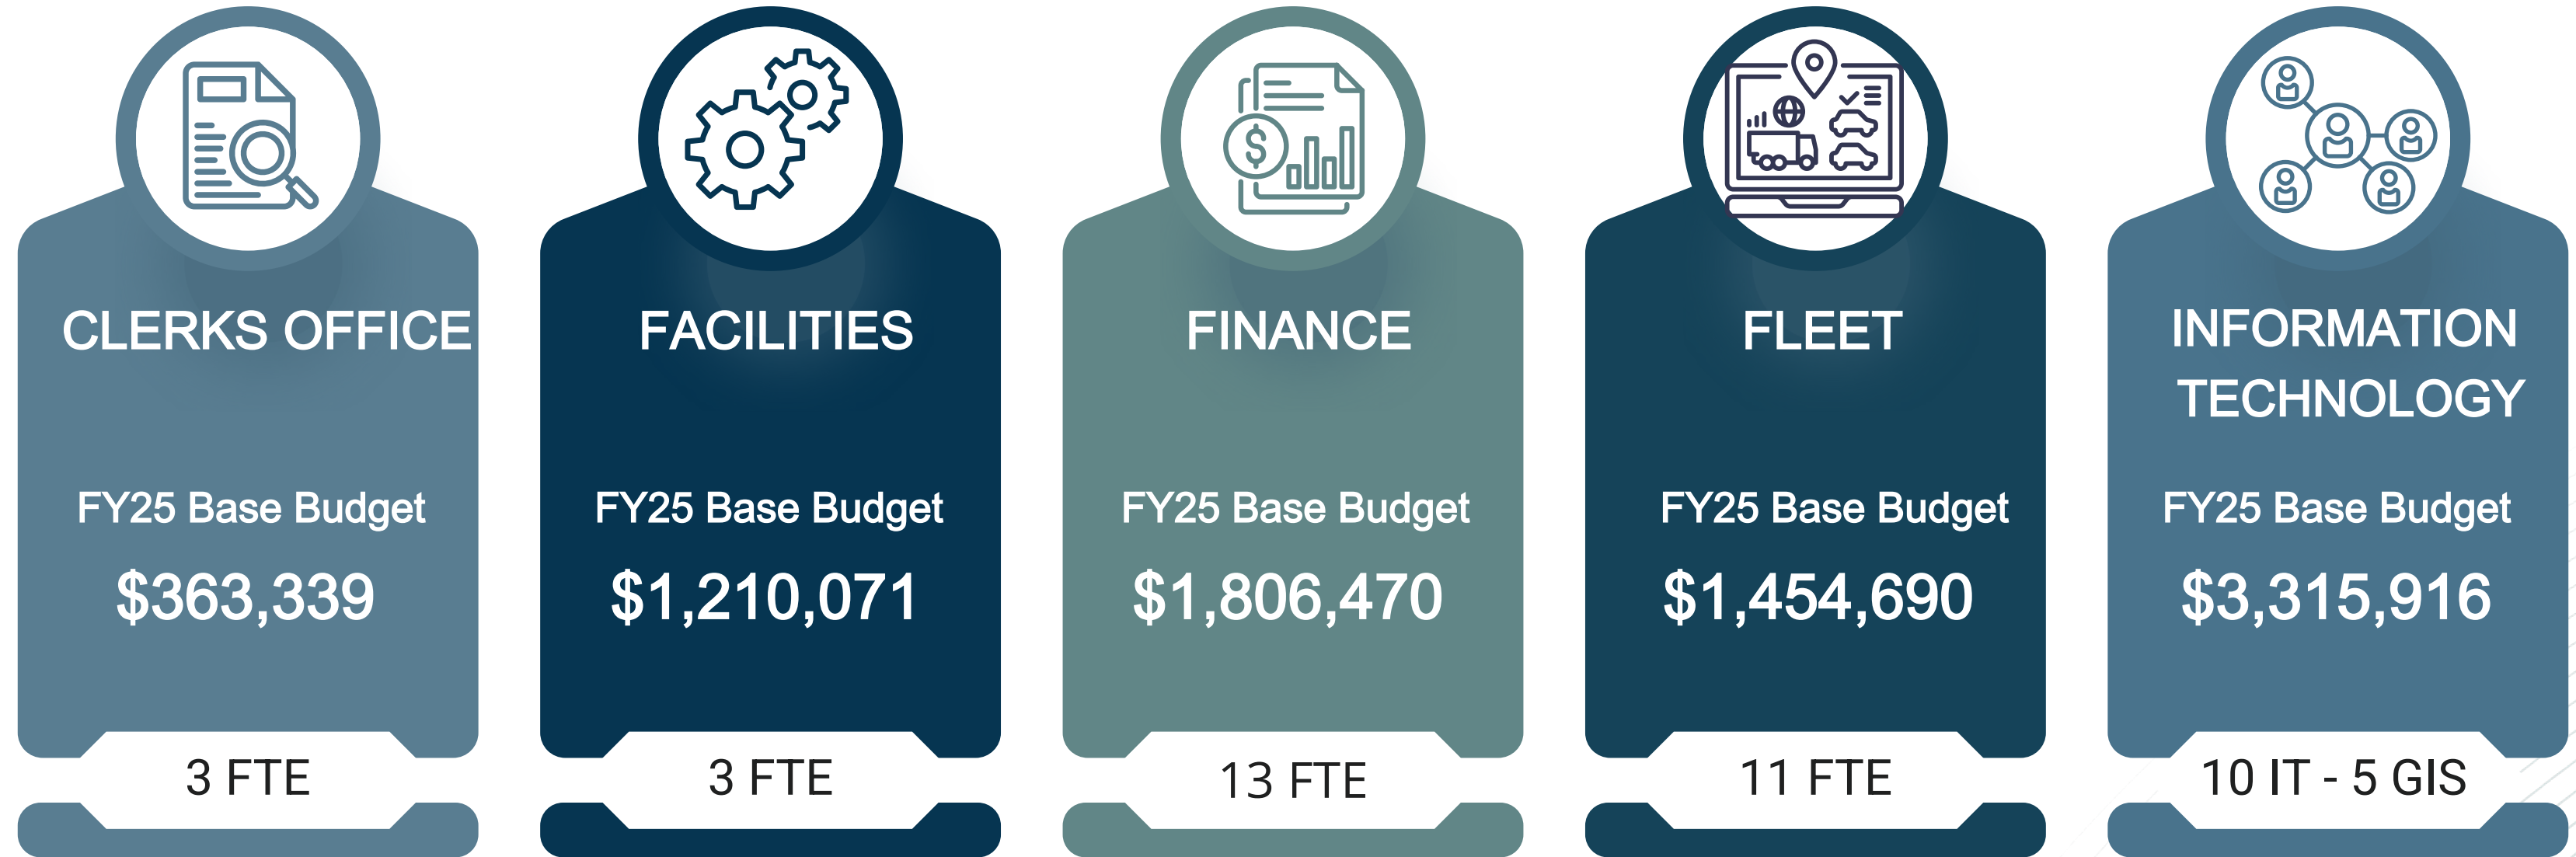 CLERKS OFFICE
FY25 Base Budget
$363,339
3 FTE
FACILITIES
FY25 Base Budget
$1,210,071
3 FTE
$
FINANCE
FY25 Base Budget
$1,806,470
13 FTE
FLEET
FY25 Base Budget
$1,454,690
11 FTE
INFORMATION
TECHNOLOGY
FY25 Base Budget
$3,315,916
10 IT - 5 GIS